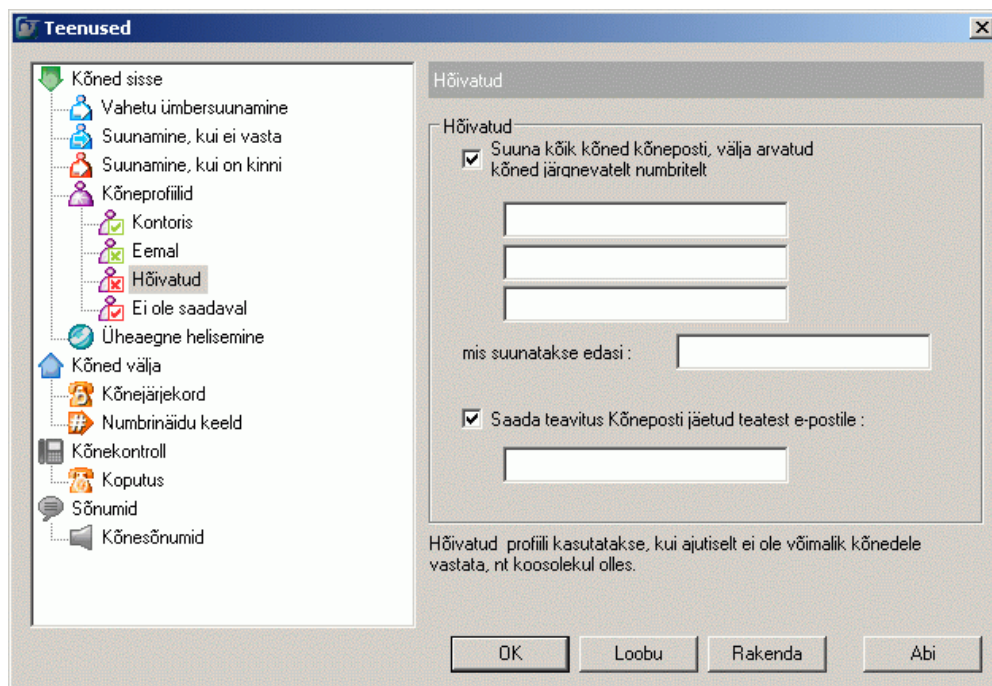 Teenused
Kõned sisse
Vahetu ümbersuunamine
Suunamine, kui ei vasta
Suunamine, kui on kinni
Kõneprofiilid
Kontoris
Eemal
Hõivatud
Ei ole saadaval
Üheaegne helisemine
Kõned välja
Kõnejärjekord
Numbrinäidu keeld
Kõnekontroll
Koputus
Sõnumid
Kõnesõnumid
Hõivatud
Hõivatud
Suuna kõik kõned kõneposti, välja arvatud
kõned järgnevatelt numbritelt
mis suunatakse edasi :
Saada teavitus Kõneposti jäetud teatest e-postile :
Hõivatud profiili kasutatakse, kui ajutiselt ei ole võimalik kõnedele
vastata, nt koosolekul olles.
OK
Loobu
Rakenda
Abi